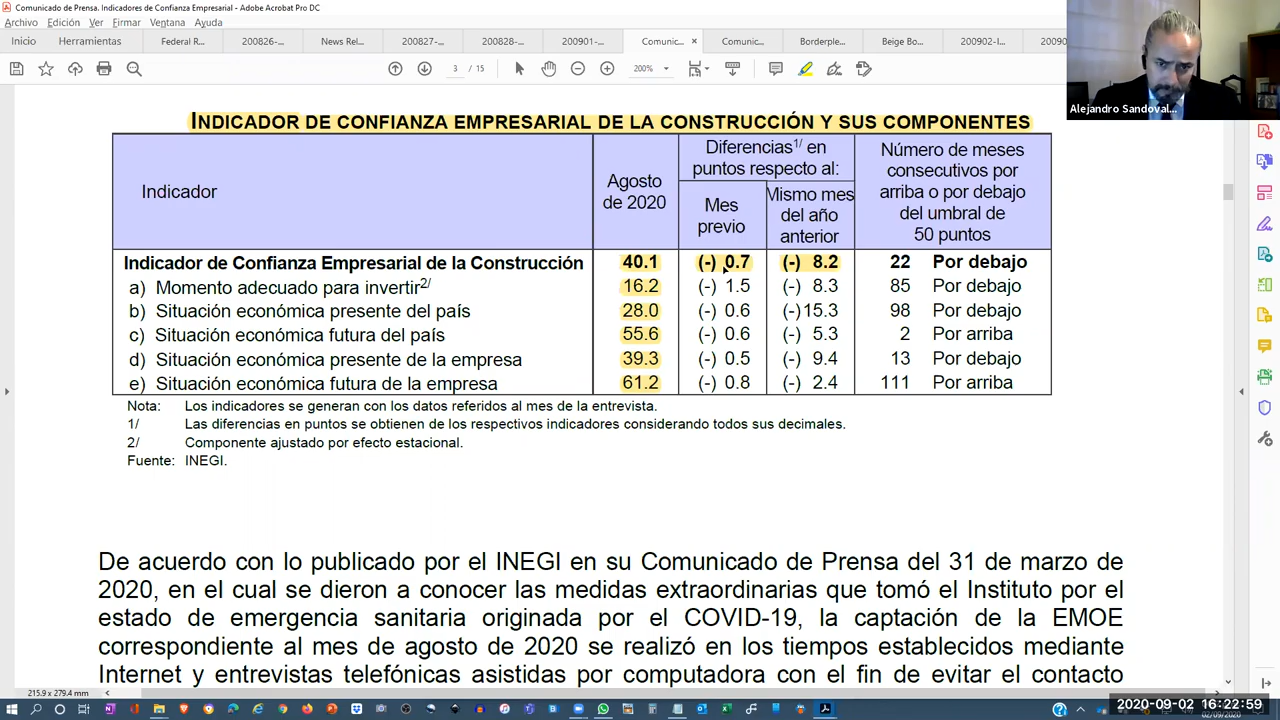 Comunicado de Prensa. Indicadores de Confianza Empresarial - Adobe Acrobat Pro DC
Archivo Edición Ver Firmar Ventana Ayuda
Inicio Herramientas Federal R... 200826-... News Rel... 200827-... 200828-... 200901-... Comunic... × Comunic... Borderple... Beige Bo... 200902-I... 20090
3 / 15 200%
Alejandro Sandoval...
INDICADOR DE CONFIANZA EMPRESARIAL DE LA CONSTRUCCIÓN Y SUS COMPONENTES
Indicador
Agosto
de 2020
Diferencias1/ en
puntos respecto al:
Mes
previo
Mismo mes
del año
anterior
Número de meses
consecutivos por
arriba o por debajo
del umbral de
50 puntos
Indicador de Confianza Empresarial de la Construcción 40.1 (-) 0.7 (-) 8.2 22 Por debajo
a) Momento adecuado para invertir2/ 16.2 (-) 1.5 (-) 8.3 85 Por debajo
b) Situación económica presente del país 28.0 (-) 0.6 (-)15.3 98 Por debajo
c) Situación económica futura del país 55.6 (-) 0.6 (-) 5.3 2 Por arriba
d) Situación económica presente de la empresa 39.3 (-) 0.5 (-) 9.4 13 Por debajo
e) Situación económica futura de la empresa 61.2 (-) 0.8 (-) 2.4 111 Por arriba
Nota: Los indicadores se generan con los datos referidos al mes de la entrevista.
1/ Las diferencias en puntos se obtienen de los respectivos indicadores considerando todos sus decimales.
2/ Componente ajustado por efecto estacional.
Fuente: INEGI.
De acuerdo con lo publicado por el INEGI en su Comunicado de Prensa del 31 de marzo de
2020, en el cual se dieron a conocer las medidas extraordinarias que tomó el Instituto por el
estado de emergencia sanitaria originada por el COVID-19, la captación de la EMOE
correspondiente al mes de agosto de 2020 se realizó en los tiempos establecidos mediante
Internet y entrevistas telefónicas asistidas por computadora con el fin de evitar el contacto
215.9 x 279.4 mm
2020-09-02 16:22:59
02/09/2020